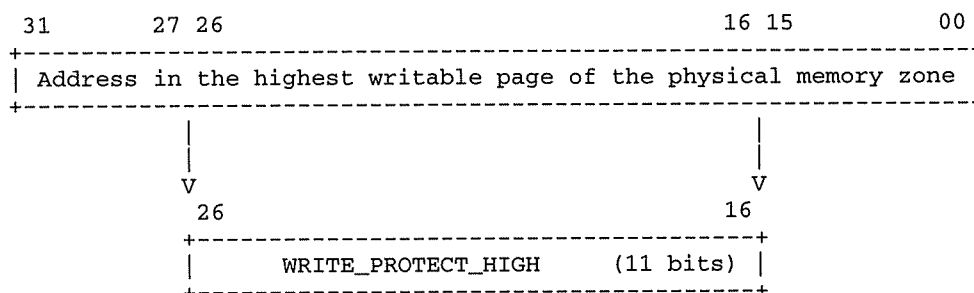 31 27 26 16 15 00
+----------------------------------------------------------------
| Address in the highest writable page of the physical memory zone
+----------------------------------------------------------------
| |
| |
V V
26 16
+--------------------------------------+
| WRITE_PROTECT_HIGH (11 bits) |
+--------------------------------------+